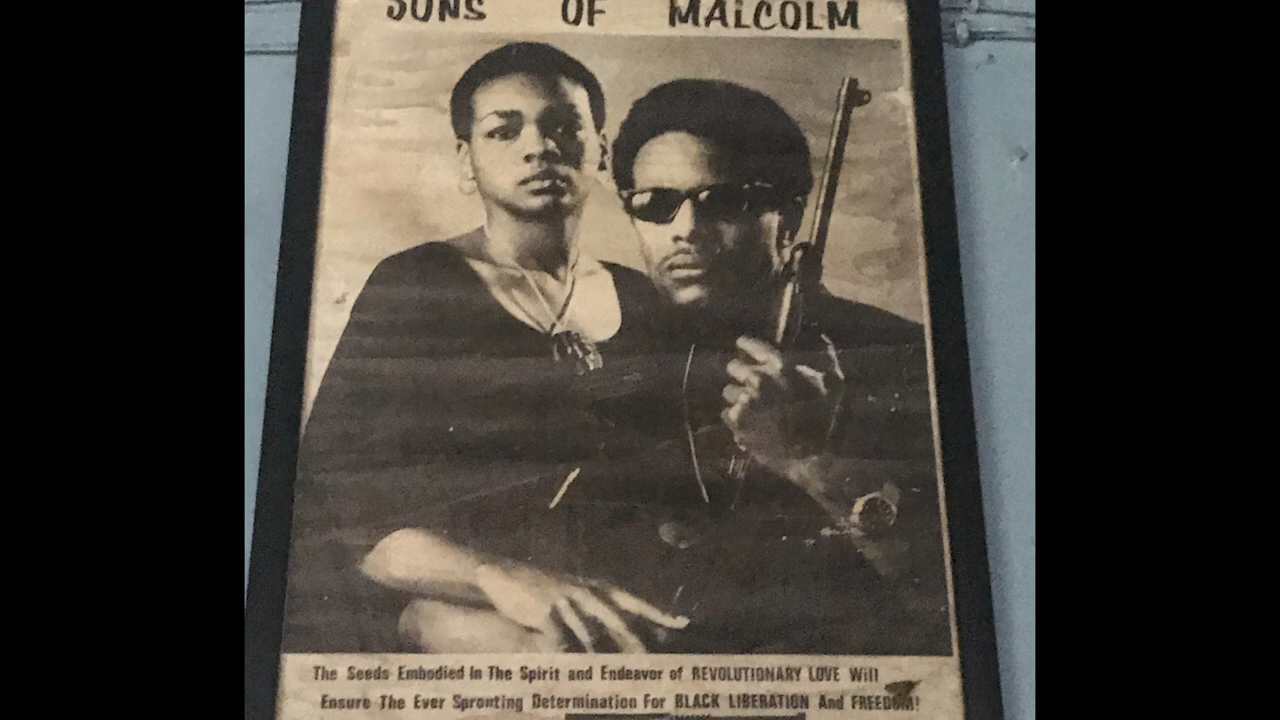 SONS OF MALCOLM
The Seeds Embodied In The Spirit and Endeavor of REVOLUTIONARY LOVE Will
Ensure The Ever Sprouting Determination For BLACK LIBERATION And FREEDOM!